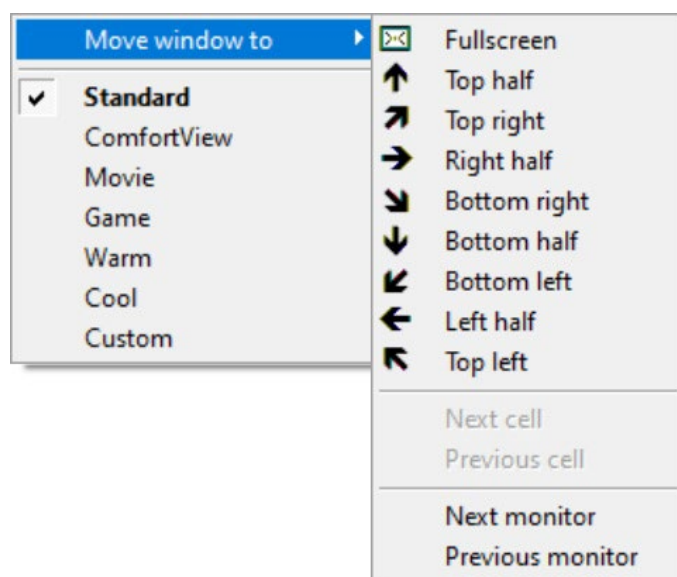 Move window to
Standard
ComfortView
Movie
Game
Warm
Cool
Custom
Fullscreen
Top half
Top right
Right half
Bottom right
Bottom half
Bottom left
Left half
Top left
Next cell
Previous cell
Next monitor
Previous monitor